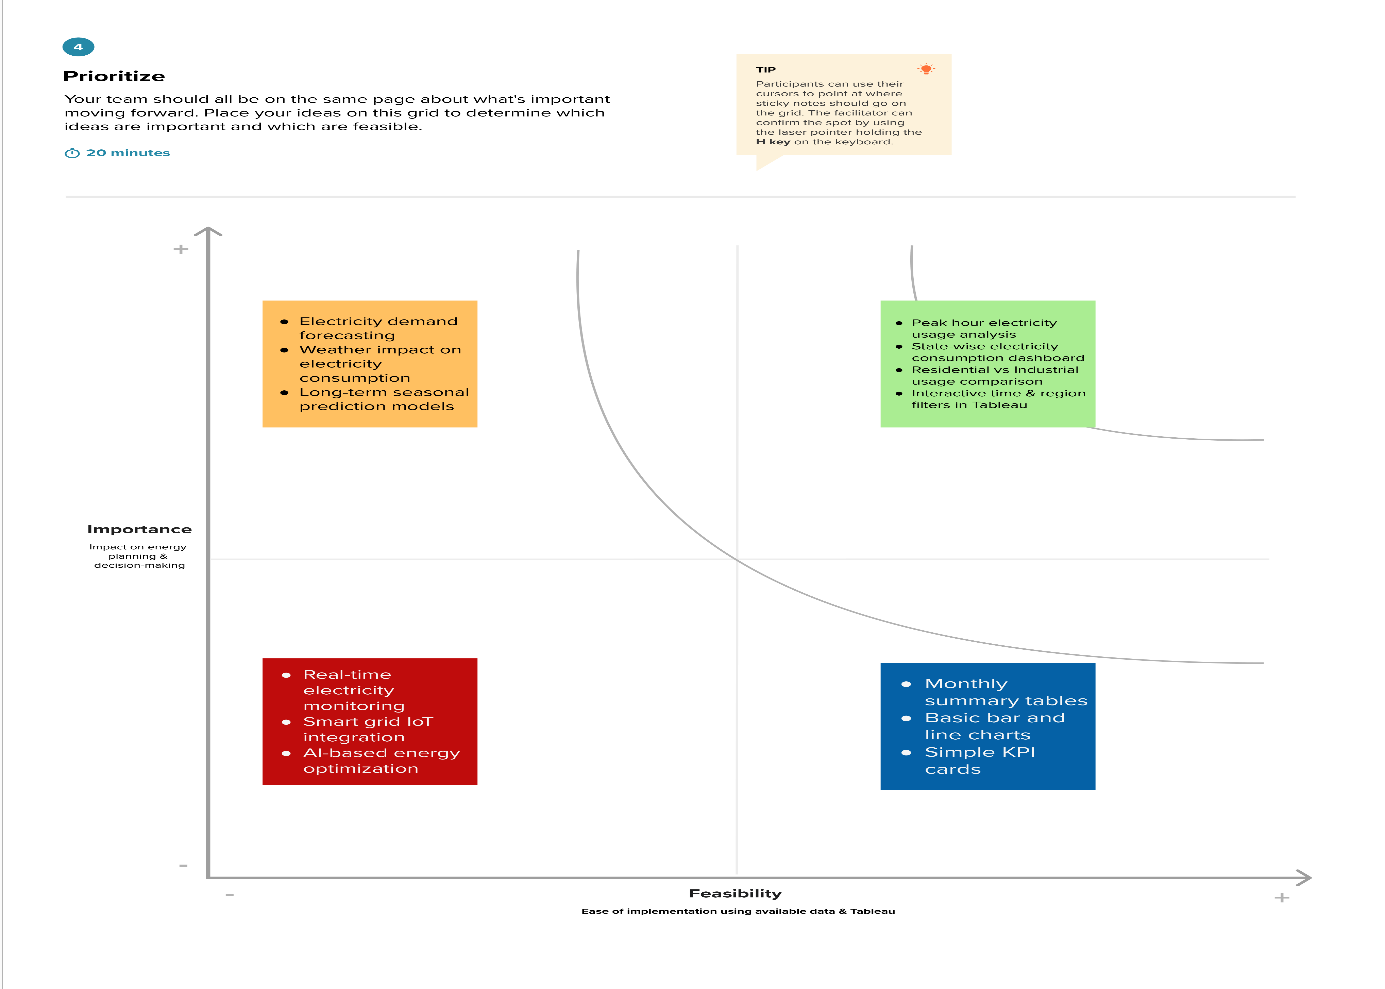 4
Prioritize
Your team should all be on the same page about what's important
moving forward. Place your ideas on this grid to determine which
ideas are important and which are feasible.
20 minutes
TIP
Participants can use their
cursors to point at where
sticky notes should go on
the grid. The facilitator can
confirm the spot by using
the laser pointer holding the
H key on the keyboard.
+
● Electricity demand
forecasting
● Weather impact on
electricity
consumption
● Long-term seasonal
prediction models
● Peak hour electricity
usage analysis
● State-wise electricity
consumption dashboard
● Residential vs Industrial
usage comparison
● Interactive time & region
filters in Tableau
Importance
Impact on energy
planning &
decision-making
● Real-time
electricity
monitoring
● Smart grid IoT
integration
● AI-based energy
optimization
● Monthly
summary tables
● Basic bar and
line charts
● Simple KPI
cards
-
-
Feasibility
+
Ease of implementation using available data & Tableau